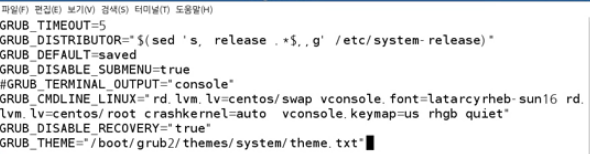 파일(F) 편집(E) 보기(V) 검색(S) 터미널(T) 도움말(H)
GRUB_TIMEOUT=5
GRUB_DISTRIBUTOR="$(sed 's, release .*$,,g' /etc/system-release)"
GRUB_DEFAULT=saved
GRUB_DISABLE_SUBMENU=true
#GRUB_TERMINAL_OUTPUT="console"
GRUB_CMDLINE_LINUX="rd.lvm.lv=centos/swap vconsole.font=latarcyrheb-sun16 rd.
lvm.lv=centos/root crashkernel=auto  vconsole.keymap=us rhgb quiet"
GRUB_DISABLE_RECOVERY="true"
GRUB_THEME="/boot/grub2/themes/system/theme.txt"